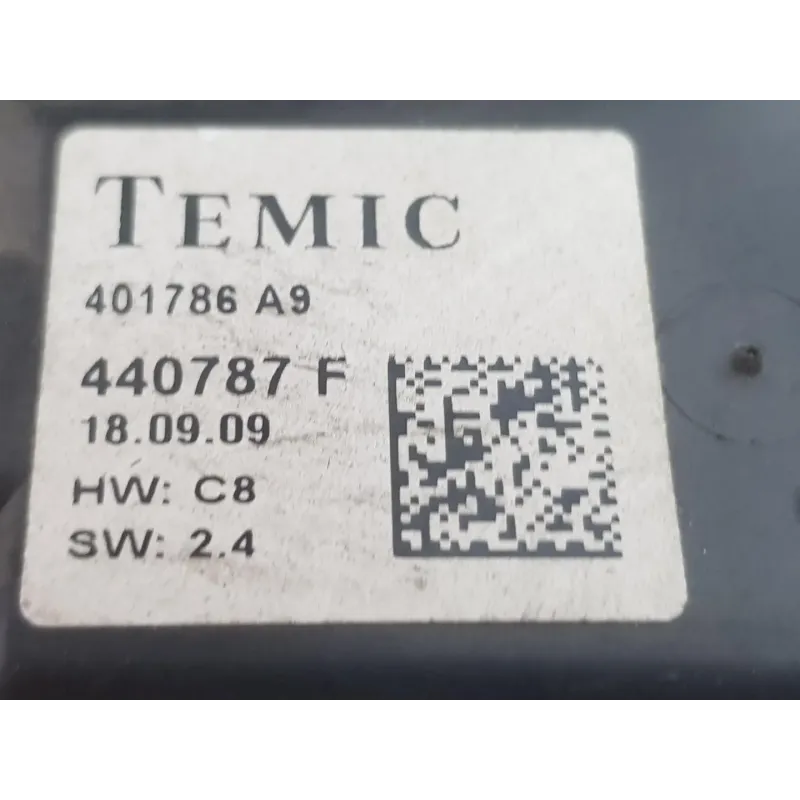 TEMIC
401786 A9
440787 F
18.09.09
HW: C8
SW: 2.4